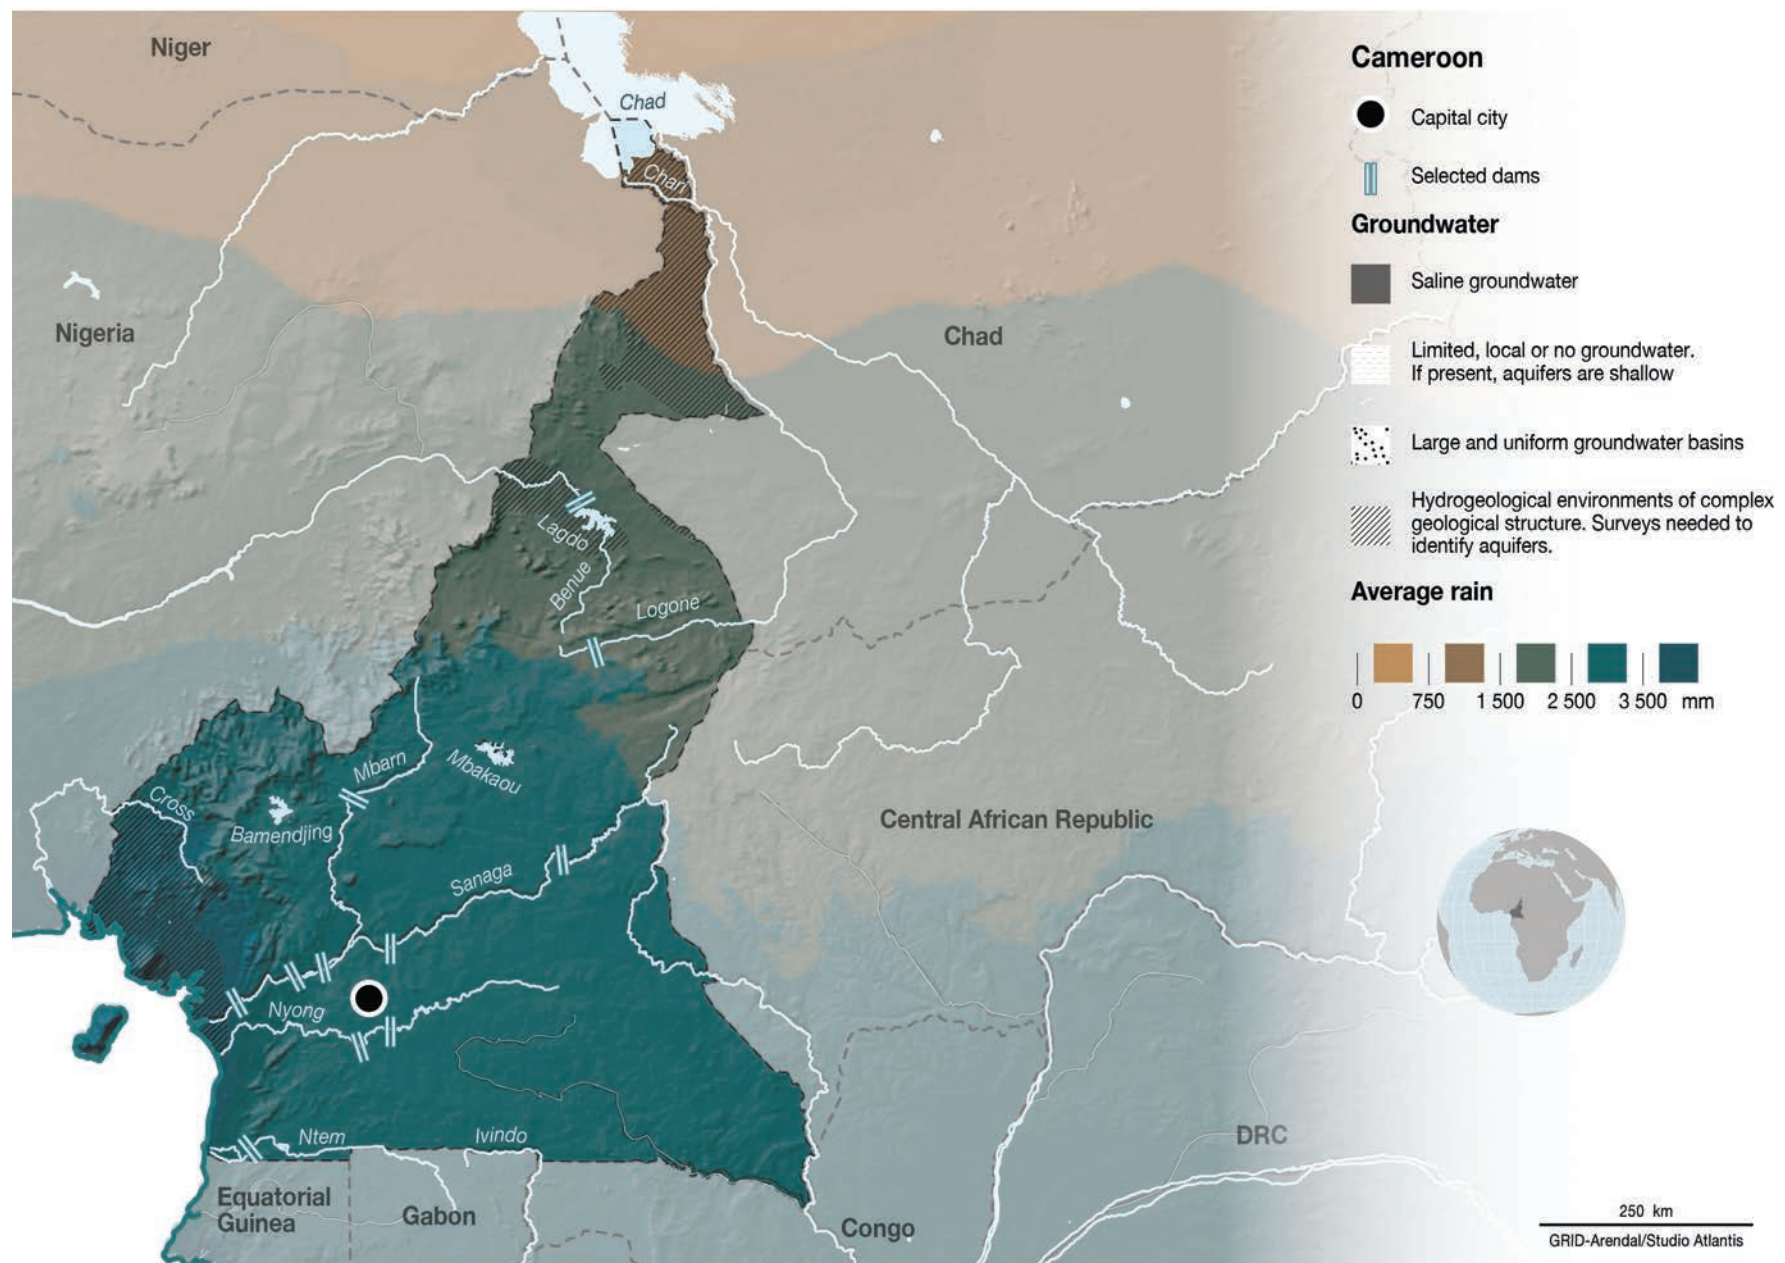 Niger
Chad
Chari
Nigeria
Chad
Lagdo
Benue
Logone
Mbarn
Mbakaou
Cross
Bamendjing
Sanaga
Central African Republic
Nyong
Ntem
Ivindo
DRC
Equatorial
Guinea
Gabon
Congo
Cameroon
Capital city
Selected dams
Groundwater
Saline groundwater
Limited, local or no groundwater.
If present, aquifers are shallow
Large and uniform groundwater basins
Hydrogeological environments of complex
geological structure. Surveys needed to
identify aquifers.
Average rain
0 750 1 500 2 500 3 500 mm
250 km
GRID-Arendal/Studio Atlantis